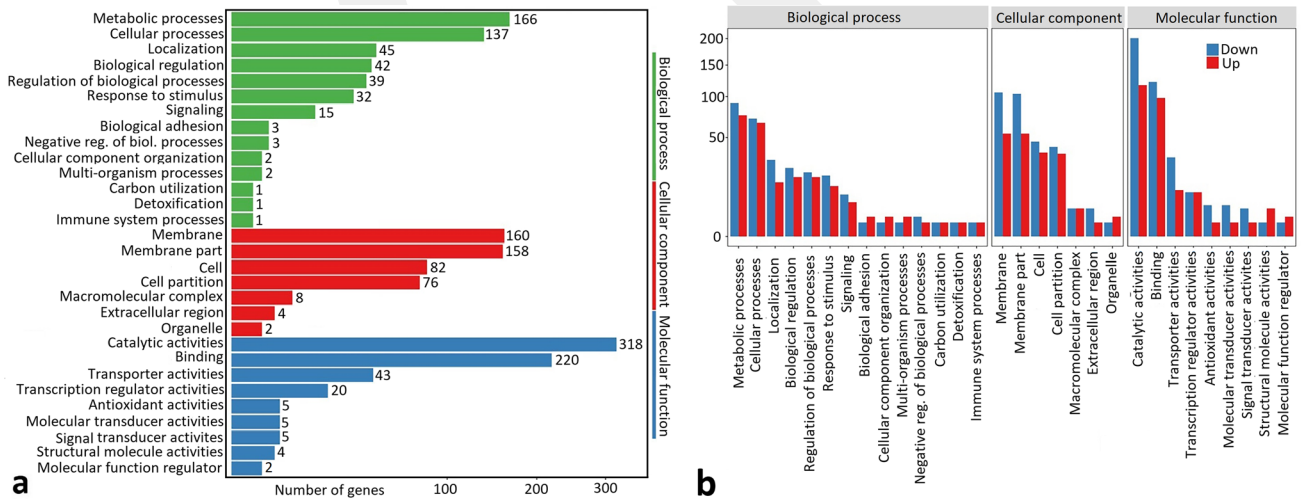 Metabolic processes 166
Cellular processes 137
Localization 45
Biological regulation 42
Regulation of biological processes 39
Response to stimulus 32
Signaling 15
Biological adhesion 3
Negative reg. of biol. processes 3
Cellular component organization 2
Multi-organism processes 2
Carbon utilization 1
Detoxification 1
Immune system processes 1
Membrane 160
Membrane part 158
Cell 82
Cell partition 76
Macromolecular complex 8
Extracellular region 4
Organelle 2
Catalytic activities 318
Binding 220
Transporter activities 43
Transcription regulator activities 20
Antioxidant activities 5
Molecular transducer activities 5
Signal transducer activites 5
Structural molecule activities 4
Molecular function regulator 2
Biological process
Cellular component
Molecular function
a
Number of genes 100 200 300
Biological process Cellular component Molecular function
Down
Up
200
150
100
50
0
Metabolic processes
Cellular processes
Localization
Biological regulation
Regulation of biological processes
Response to stimulus
Signaling
Biological adhesion
Cellular component organization
Multi-organism processes
Negative reg. of biological processes
Carbon utilization
Detoxification
Immune system processes
Membrane
Membrane part
Cell
Cell partition
Macromolecular complex
Extracellular region
Organelle
Catalytic activities
Binding
Transporter activities
Transcription regulator activities
Antioxidant activities
Molecular transducer activities
Signal transducer activites
Structural molecule activities
Molecular function regulator
b